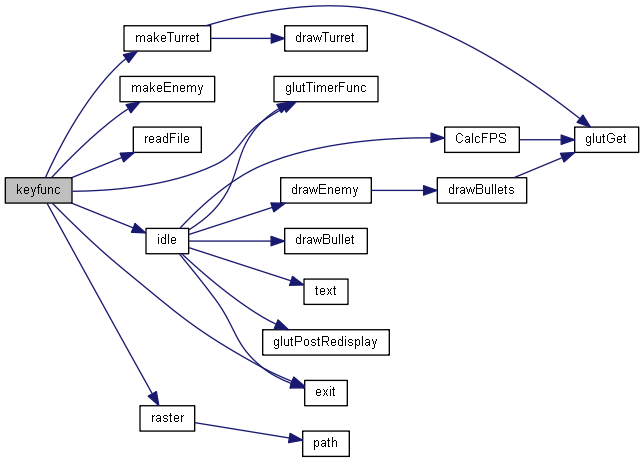 makeTurret
drawTurret
makeEnemy
glutTimerFunc
readFile
CalcFPS
glutGet
keyfunc
drawEnemy
drawBullets
idle
drawBullet
text
glutPostRedisplay
exit
raster
path